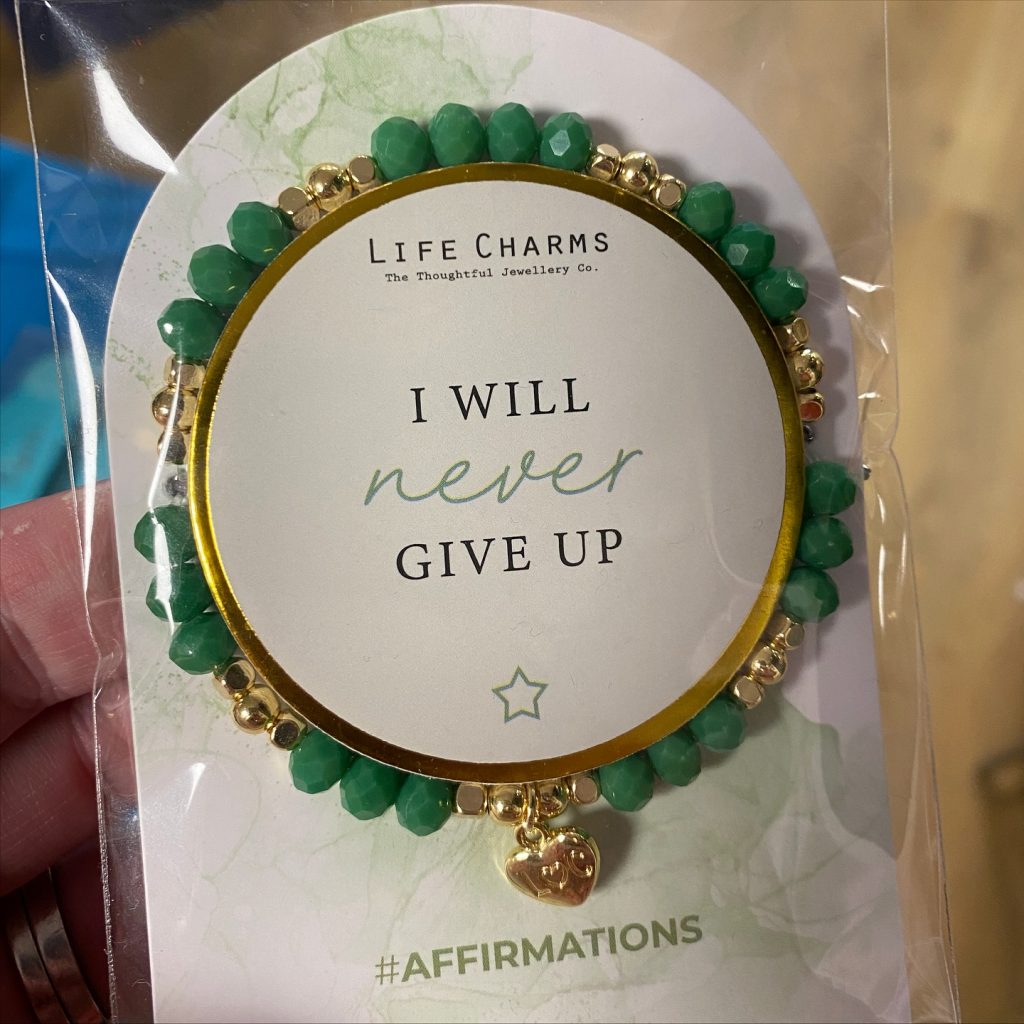 LIFE CHARMS
The Thoughtful Jewellery Co.
I WILL
never
GIVE UP
#AFFIRMATIONS